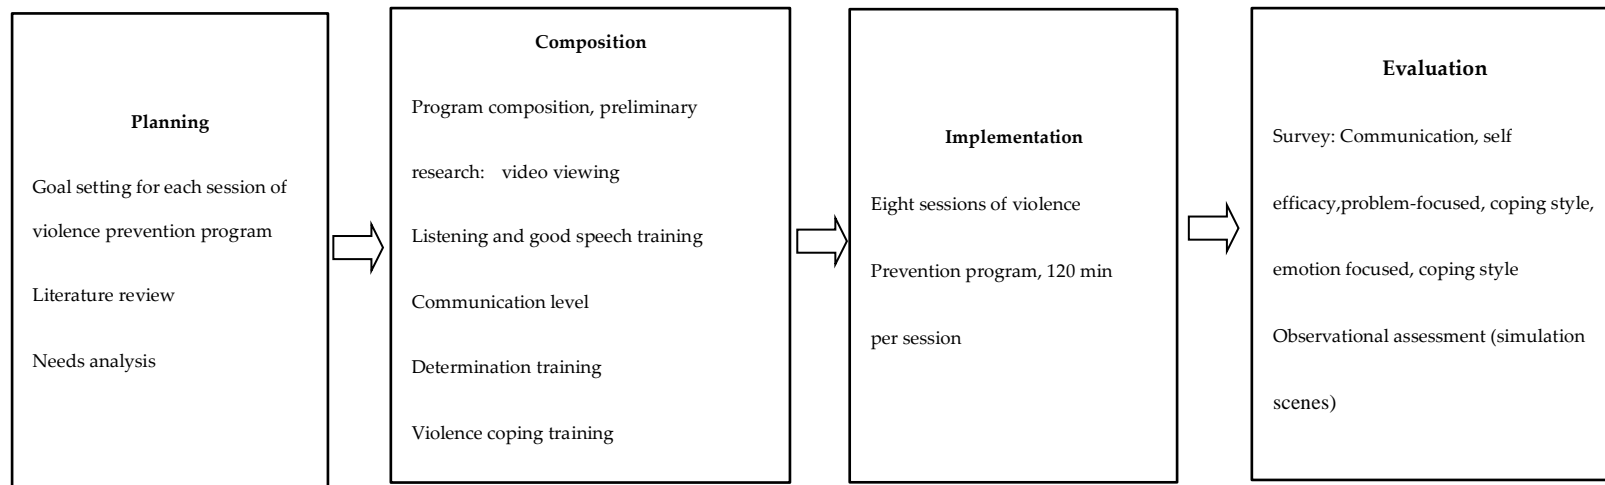 Planning
Goal setting for each session of
violence prevention program
Literature review
Needs analysis
Composition
Program composition, preliminary
research: video viewing
Listening and good speech training
Communication level
Determination training
Violence coping training
Implementation
Eight sessions of violence
Prevention program, 120 min
per session
Evaluation
Survey: Communication, self
efficacy,problem-focused, coping style,
emotion focused, coping style
Observational assessment (simulation
scenes)